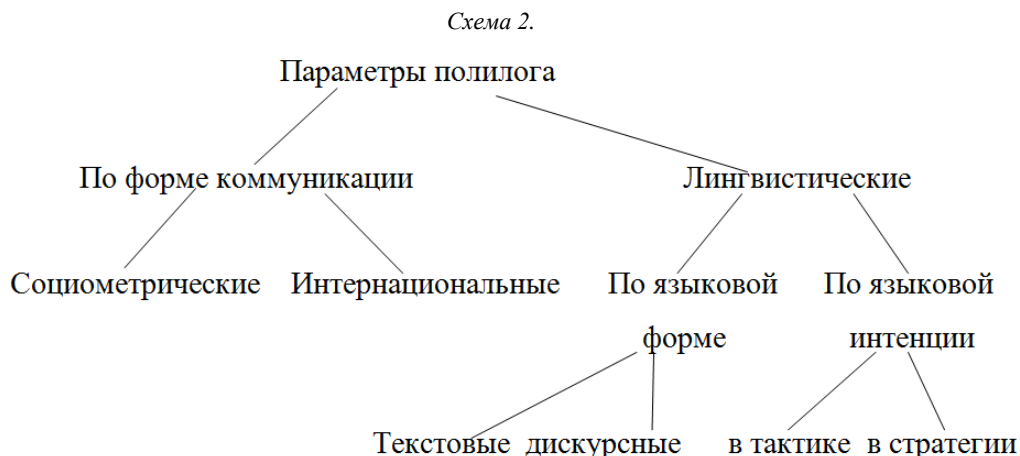 Схема 2.
Параметры полилога
По форме коммуникации Лингвистические
Социометрические Интернациональные По языковой По языковой
форме интенции
Текстовые дискурсные в тактике в стратегии